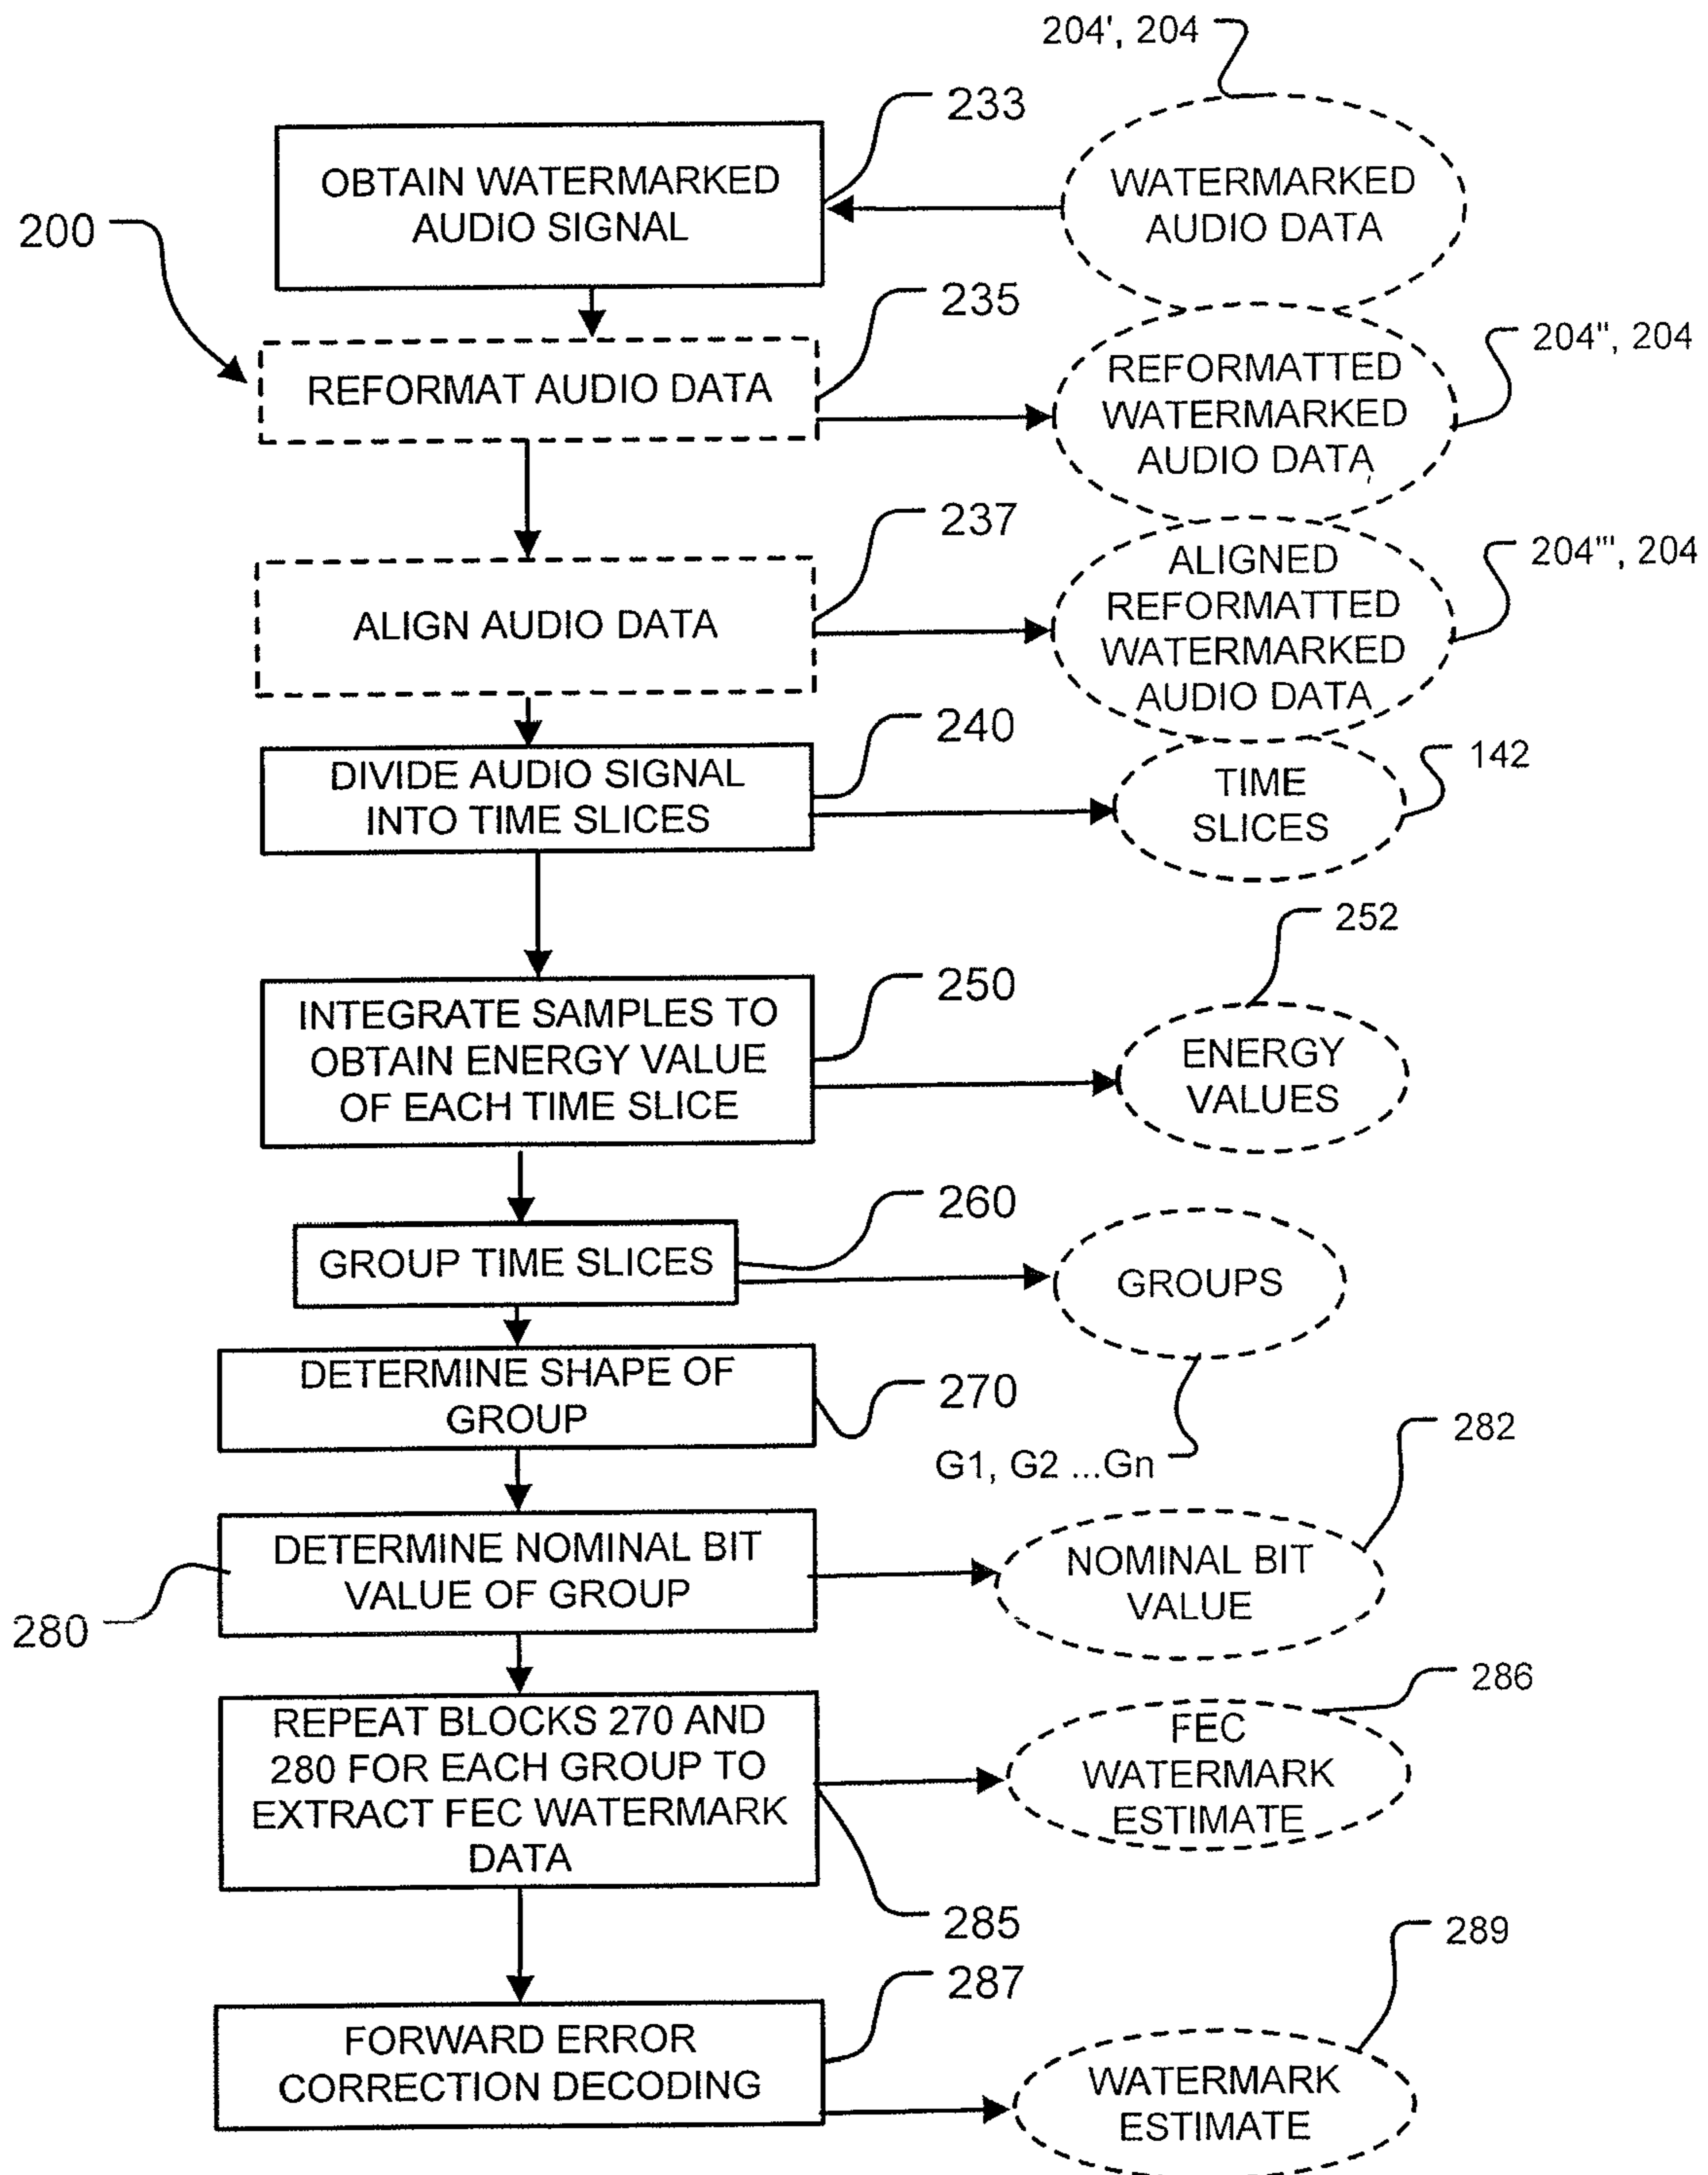 204', 204
233
OBTAIN WATERMARKED
AUDIO SIGNAL
WATERMARKED
AUDIO DATA
200
235
REFORMAT AUDIO DATA
204'', 204
REFORMATTED
WATERMARKED
AUDIO DATA
237
ALIGN AUDIO DATA
204''', 204
ALIGNED
REFORMATTED
WATERMARKED
AUDIO DATA
240
DIVIDE AUDIO SIGNAL
INTO TIME SLICES
142
TIME
SLICES
252
250
INTEGRATE SAMPLES TO
OBTAIN ENERGY VALUE
OF EACH TIME SLICE
ENERGY
VALUES
260
GROUP TIME SLICES
GROUPS
DETERMINE SHAPE OF
GROUP
270
G1, G2 ...Gn
282
DETERMINE NOMINAL BIT
VALUE OF GROUP
280
NOMINAL BIT
VALUE
286
REPEAT BLOCKS 270 AND
280 FOR EACH GROUP TO
EXTRACT FEC WATERMARK
DATA
FEC
WATERMARK
ESTIMATE
285
289
287
FORWARD ERROR
CORRECTION DECODING
WATERMARK
ESTIMATE